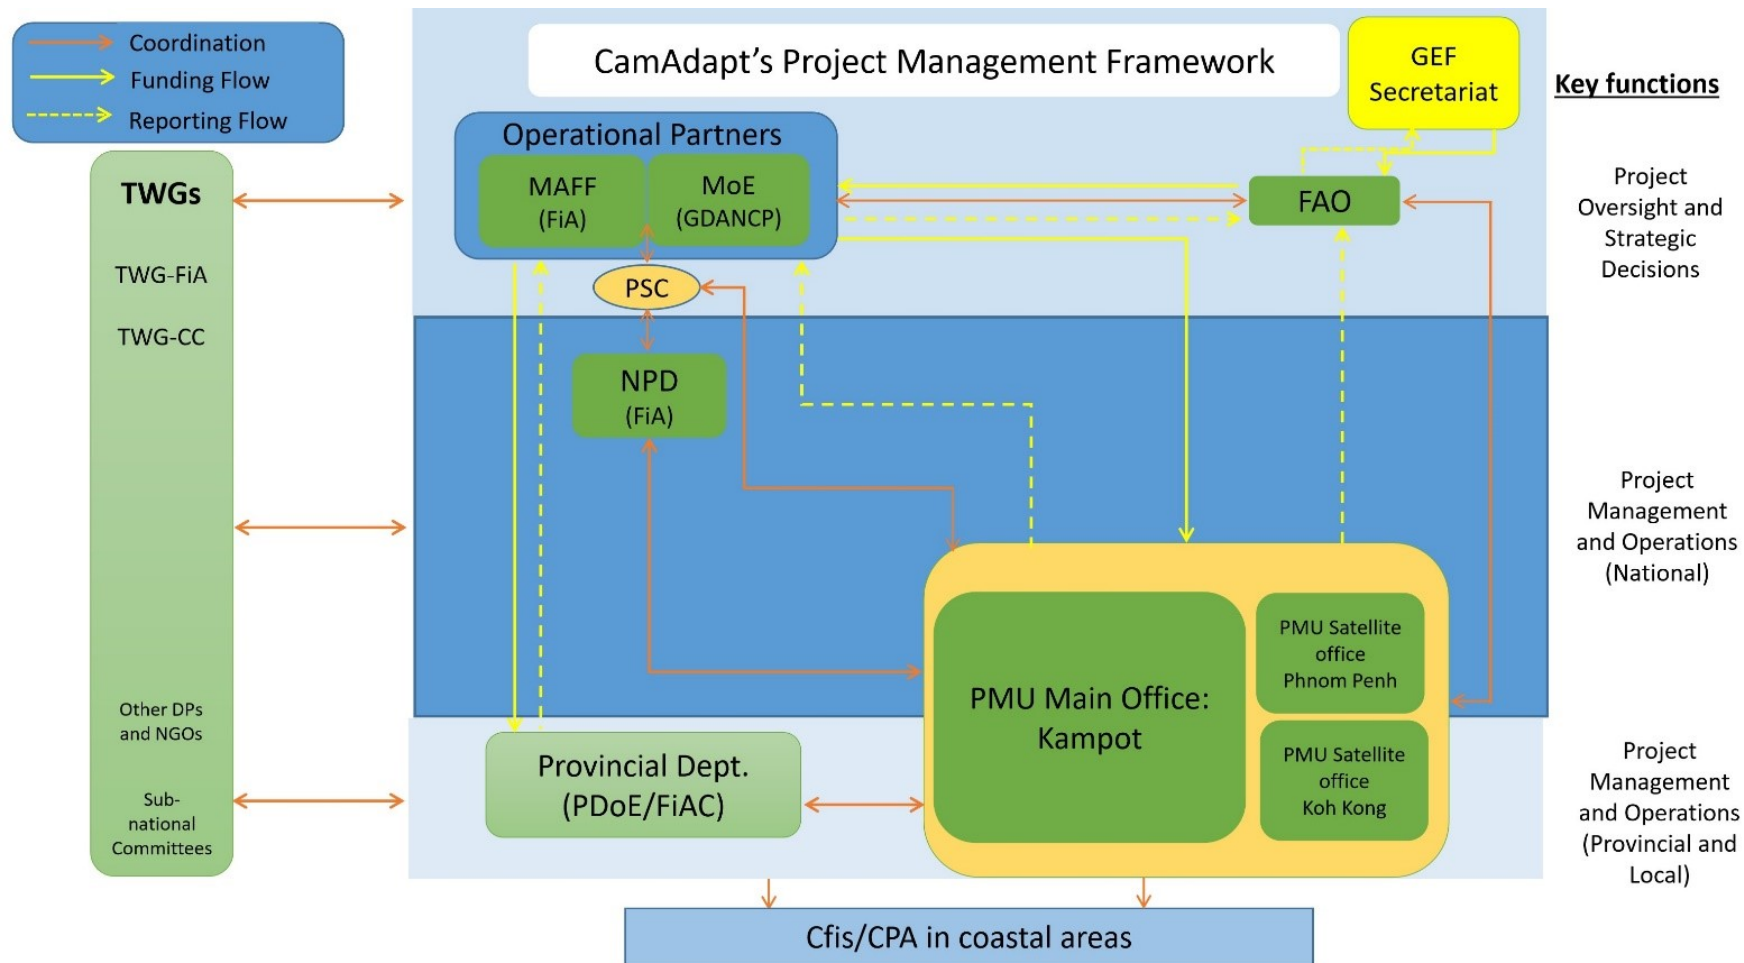 Coordination
Funding Flow
Reporting Flow
CamAdapt's Project Management Framework
GEF
Secretariat
Key functions
TWGs
TWG-FiA
TWG-CC
Other DPs
and NGOs
Sub-
national
Committees
Operational Partners
MAFF
(FiA)
MoE
(GDANCP)
FAO
PSC
NPD
(FiA)
Project
Oversight and
Strategic
Decisions
Project
Management
and Operations
(National)
PMU Main Office:
Kampot
PMU Satellite
office
Phnom Penh
PMU Satellite
office
Koh Kong
Provincial Dept.
(PDoE/FiAC)
Project
Management
and Operations
(Provincial and
Local)
Cfis/CPA in coastal areas